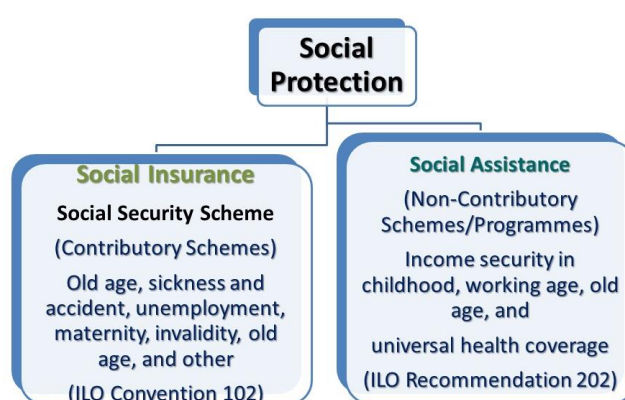 Social
Protection
Social Insurance
Social Security Scheme
(Contributory Schemes)
Old age, sickness and
accident, unemployment,
maternity, invalidity, old
age, and other
(ILO Convention 102)
Social Assistance
(Non-Contributory
Schemes/Programmes)
Income security in
childhood, working age, old
age, and
universal health coverage
(ILO Recommendation 202)